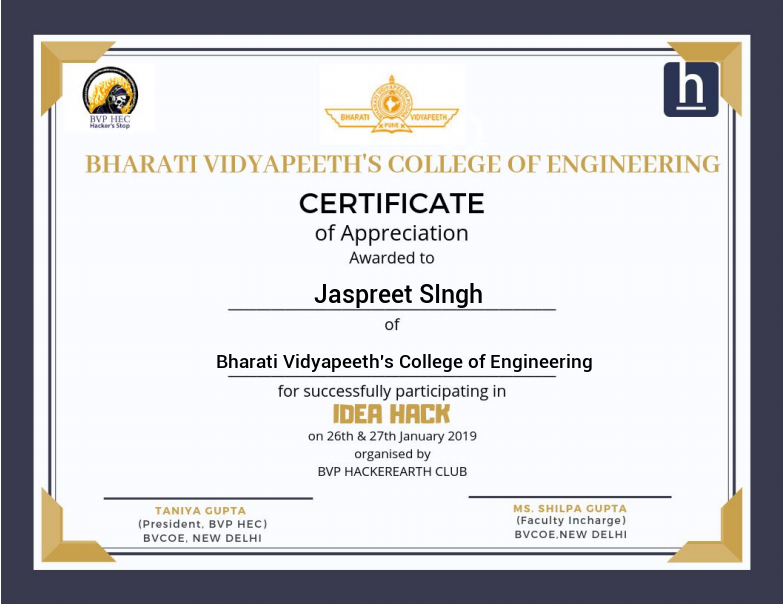 BVP HEC
Hacker's Stop
BHARATI VIDYAPEETH
PUNE
h
BHARATI VIDYAPEETH'S COLLEGE OF ENGINEERING
CERTIFICATE
of Appreciation
Awarded to
Jaspreet SIngh
of
Bharati Vidyapeeth's College of Engineering
for successfully participating in
IDEA HACK
on 26th & 27th January 2019
organised by
BVP HACKEREARTH CLUB
TANIYA GUPTA
(President, BVP HEC)
BVCOE, NEW DELHI
MS. SHILPA GUPTA
(Faculty Incharge)
BVCOE,NEW DELHI